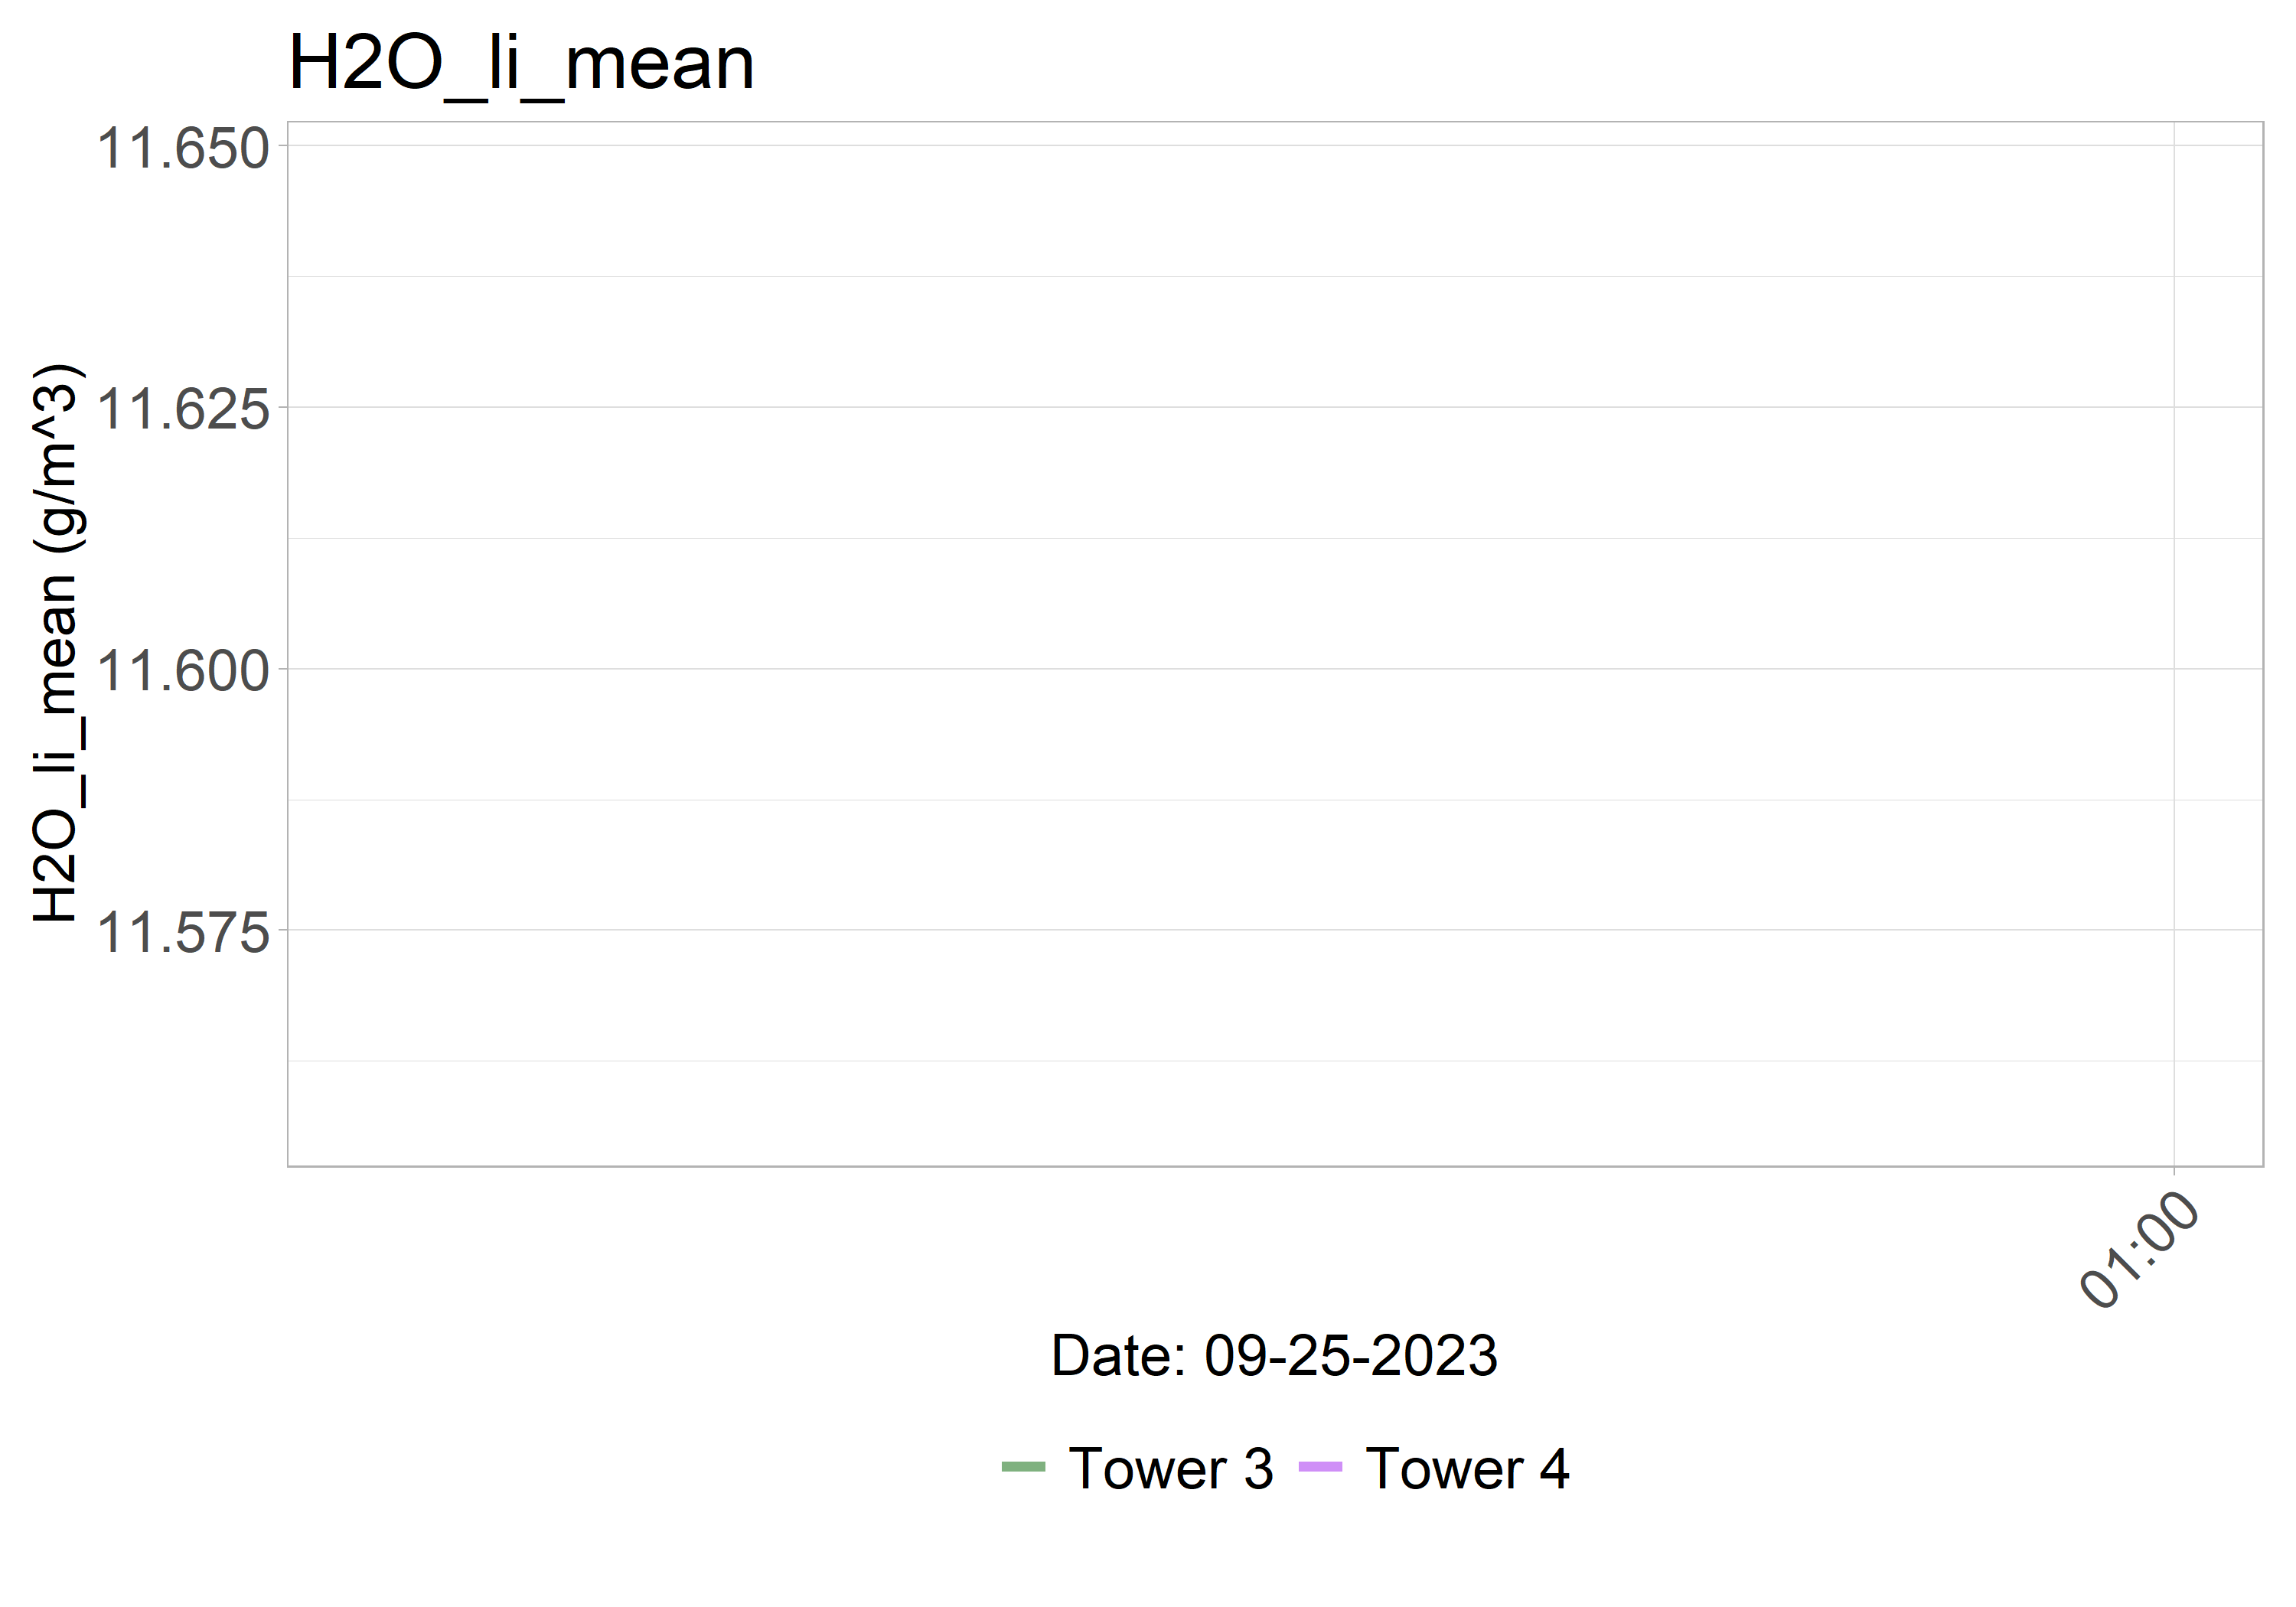 H2O_li_mean
H2O_li_mean (g/m^3)
11.650
11.625
11.600
11.575
01:00
Date: 09-25-2023
Tower 3
Tower 4